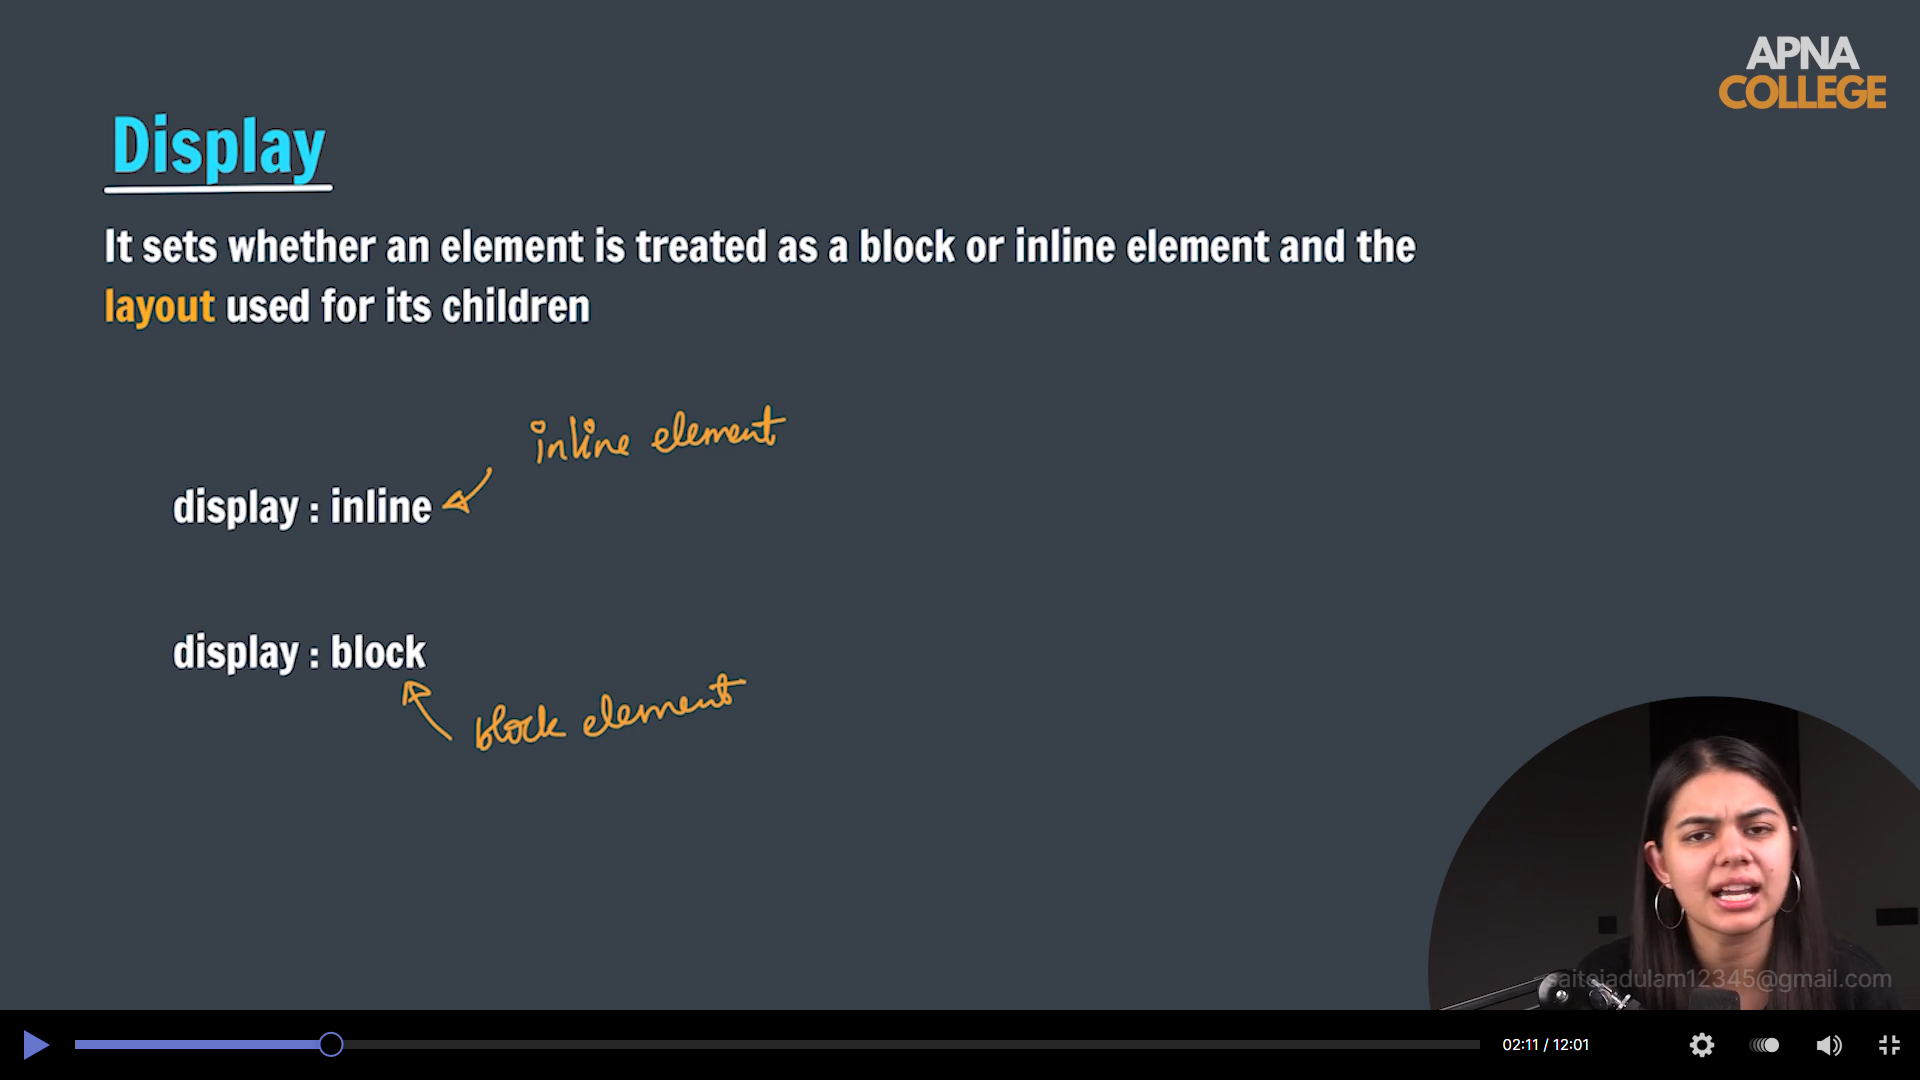 APNA
COLLEGE
Display
It sets whether an element is treated as a block or inline element and the
layout used for its children
inline element
display : inline
display : block
block element
saitejadulam12345@gmail.com
02:11 / 12:01